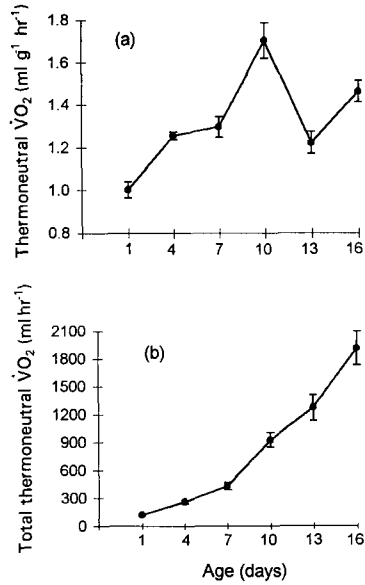 Thermoneutral V̇O₂ (ml g⁻¹ hr⁻¹)
(a)
1.8
1.6
1.4
1.2
1.0
0.8
1 4 7 10 13 16
Total thermoneutral V̇O₂ (ml hr⁻¹)
(b)
2100
1800
1500
1200
900
600
300
0
1 4 7 10 13 16
Age (days)